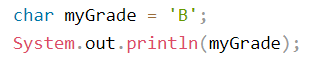 char myGrade = 'B';
System.out.println(myGrade);